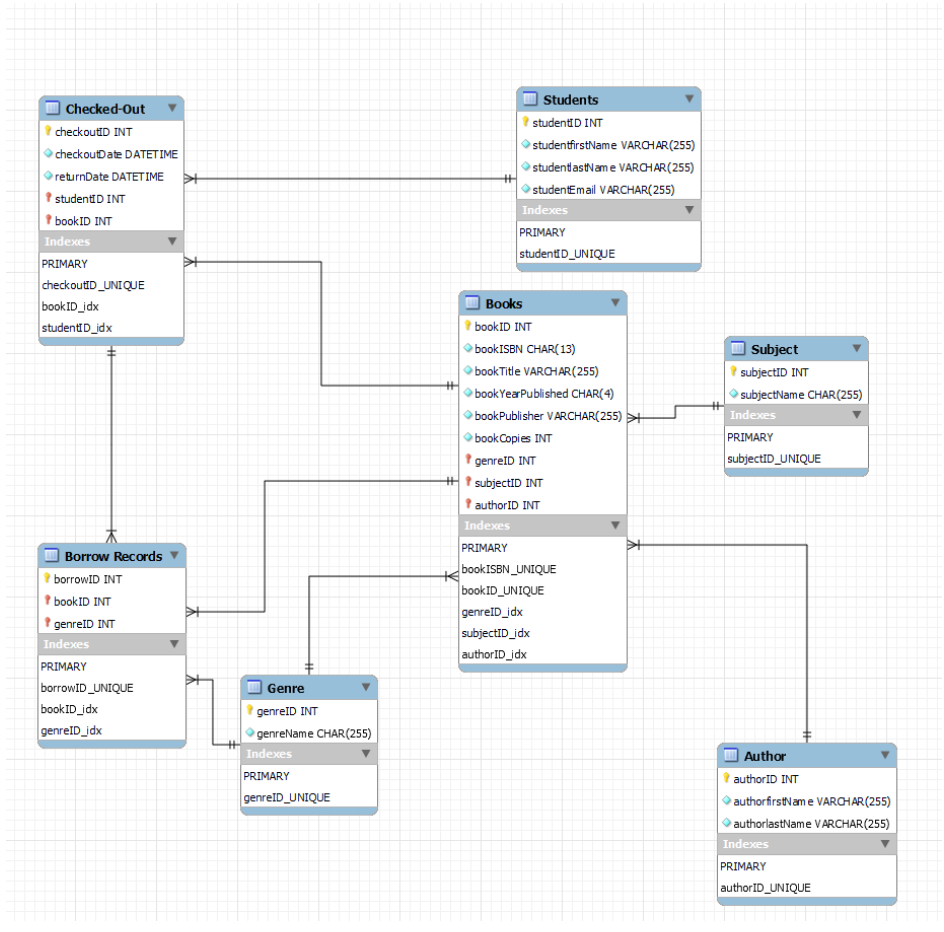 Checked-Out
checkoutID INT
checkoutDate DATETIME
returnDate DATETIME
studentID INT
bookID INT
Indexes
PRIMARY
checkoutID_UNIQUE
bookID_idx
studentID_idx
Students
studentID INT
studentfirstName VARCHAR(255)
studentlastName VARCHAR(255)
studentEmail VARCHAR(255)
Indexes
PRIMARY
studentID_UNIQUE
Books
bookID INT
bookISBN CHAR(13)
bookTitle VARCHAR(255)
bookYearPublished CHAR(4)
bookPublisher VARCHAR(255)
bookCopies INT
genreID INT
subjectID INT
authorID INT
Indexes
PRIMARY
bookISBN_UNIQUE
bookID_UNIQUE
genreID_idx
subjectID_idx
authorID_idx
Subject
subjectID INT
subjectName CHAR(255)
Indexes
PRIMARY
subjectID_UNIQUE
Borrow Records
borrowID INT
bookID INT
genreID INT
Indexes
PRIMARY
borrowID_UNIQUE
bookID_idx
genreID_idx
Genre
genreID INT
genreName CHAR(255)
Indexes
PRIMARY
genreID_UNIQUE
Author
authorID INT
authorfirstName VARCHAR(255)
authorlastName VARCHAR(255)
Indexes
PRIMARY
authorID_UNIQUE